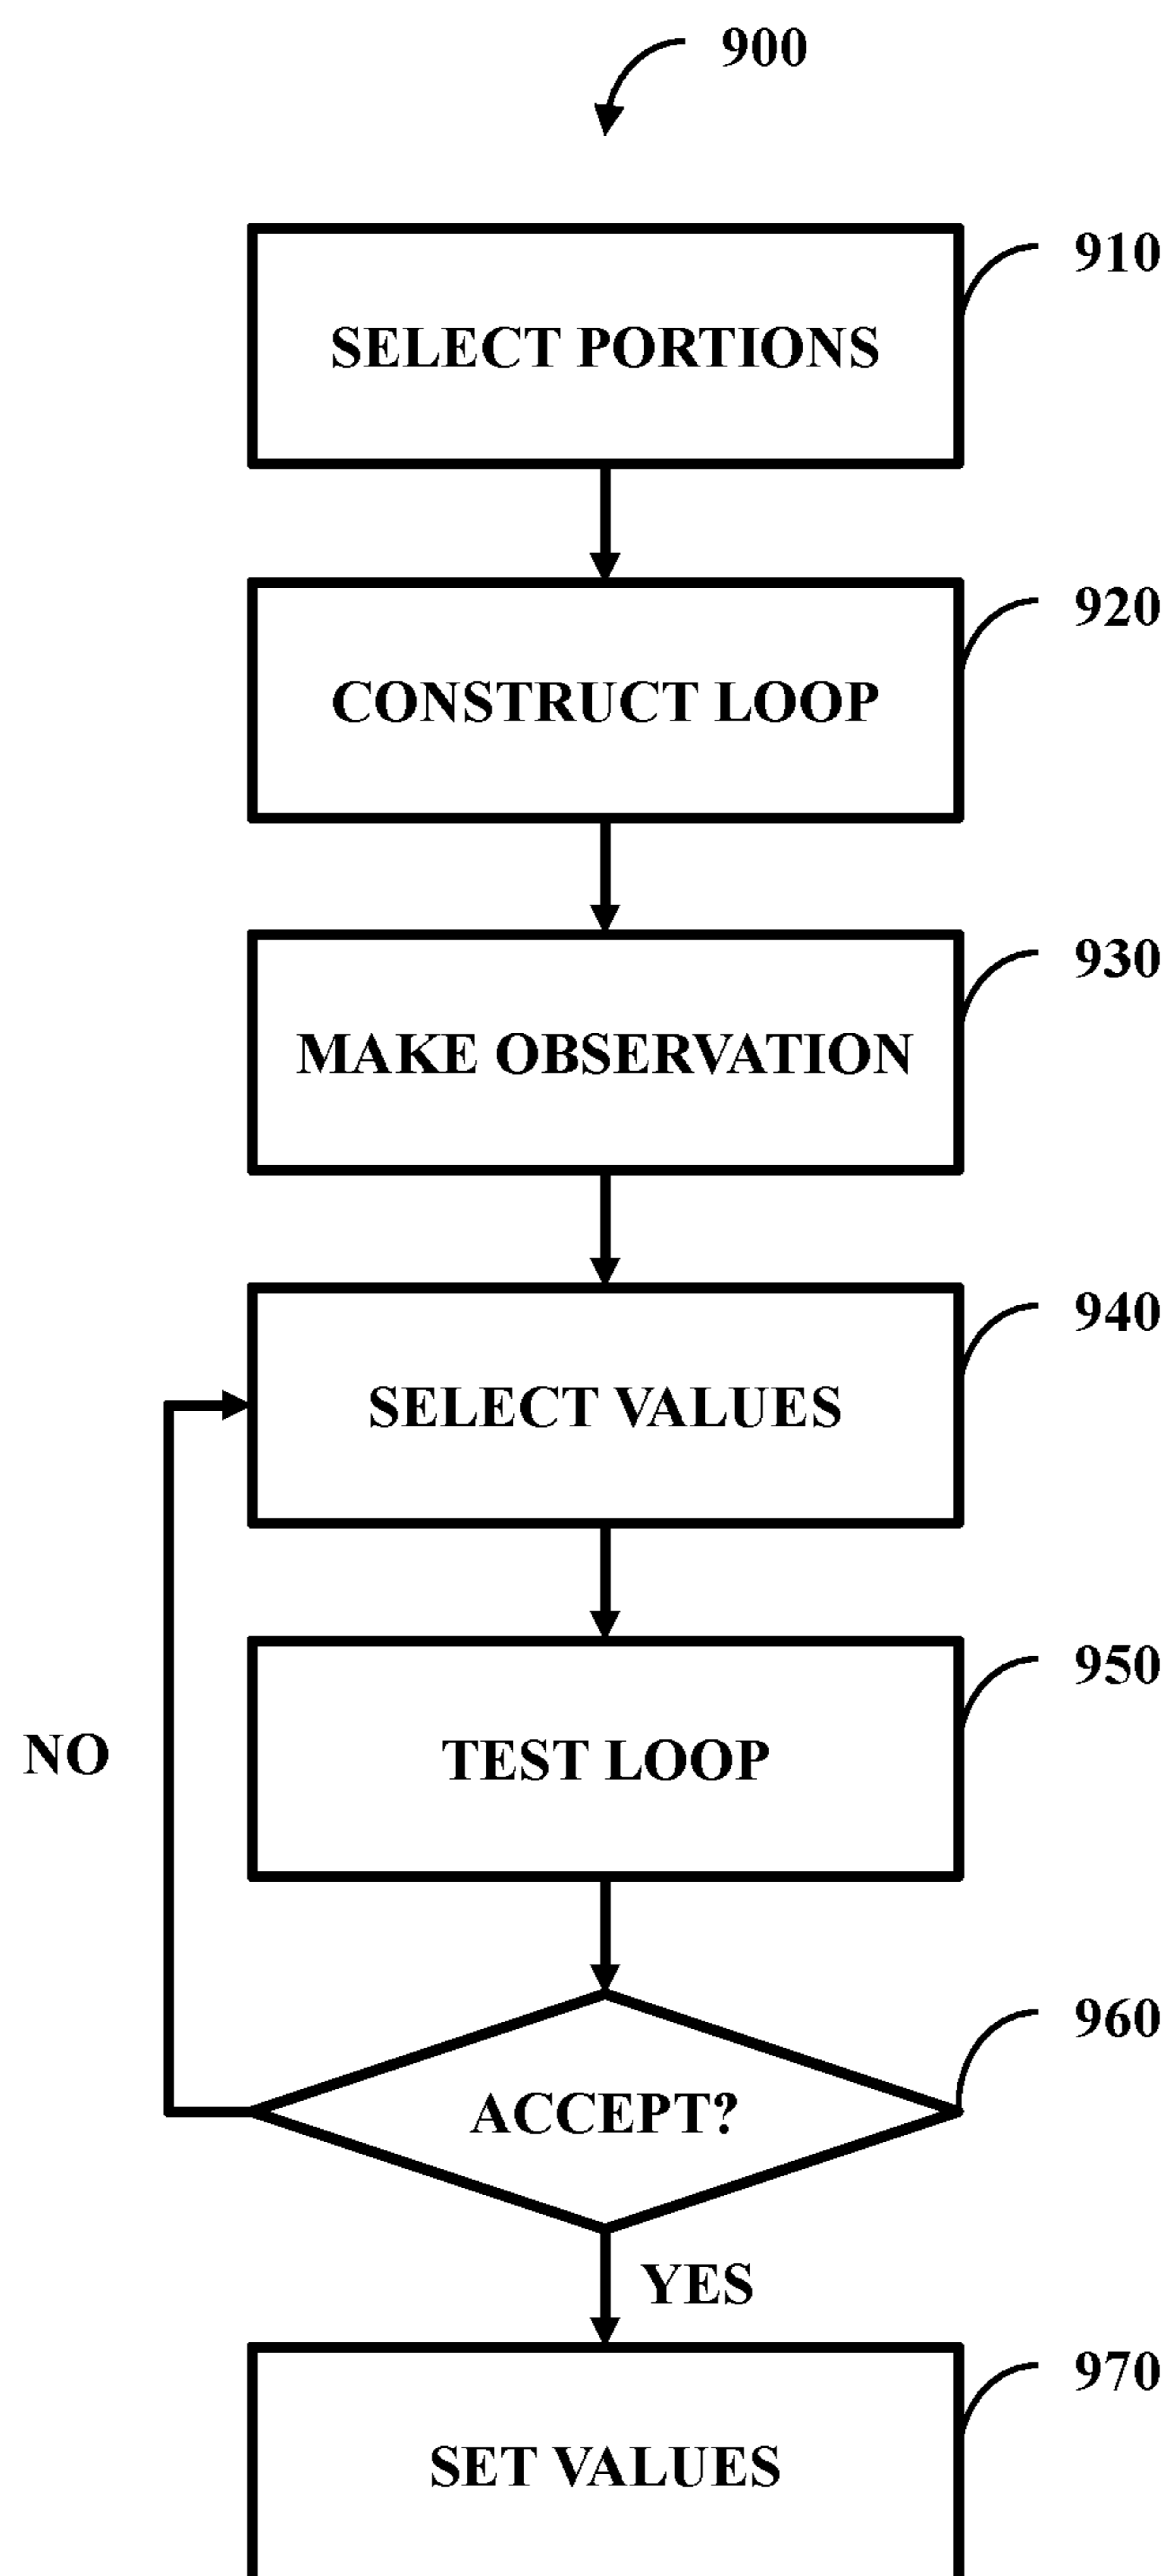 900
910
SELECT PORTIONS
920
CONSTRUCT LOOP
930
MAKE OBSERVATION
940
SELECT VALUES
950
TEST LOOP
NO
960
ACCEPT?
YES
970
SET VALUES